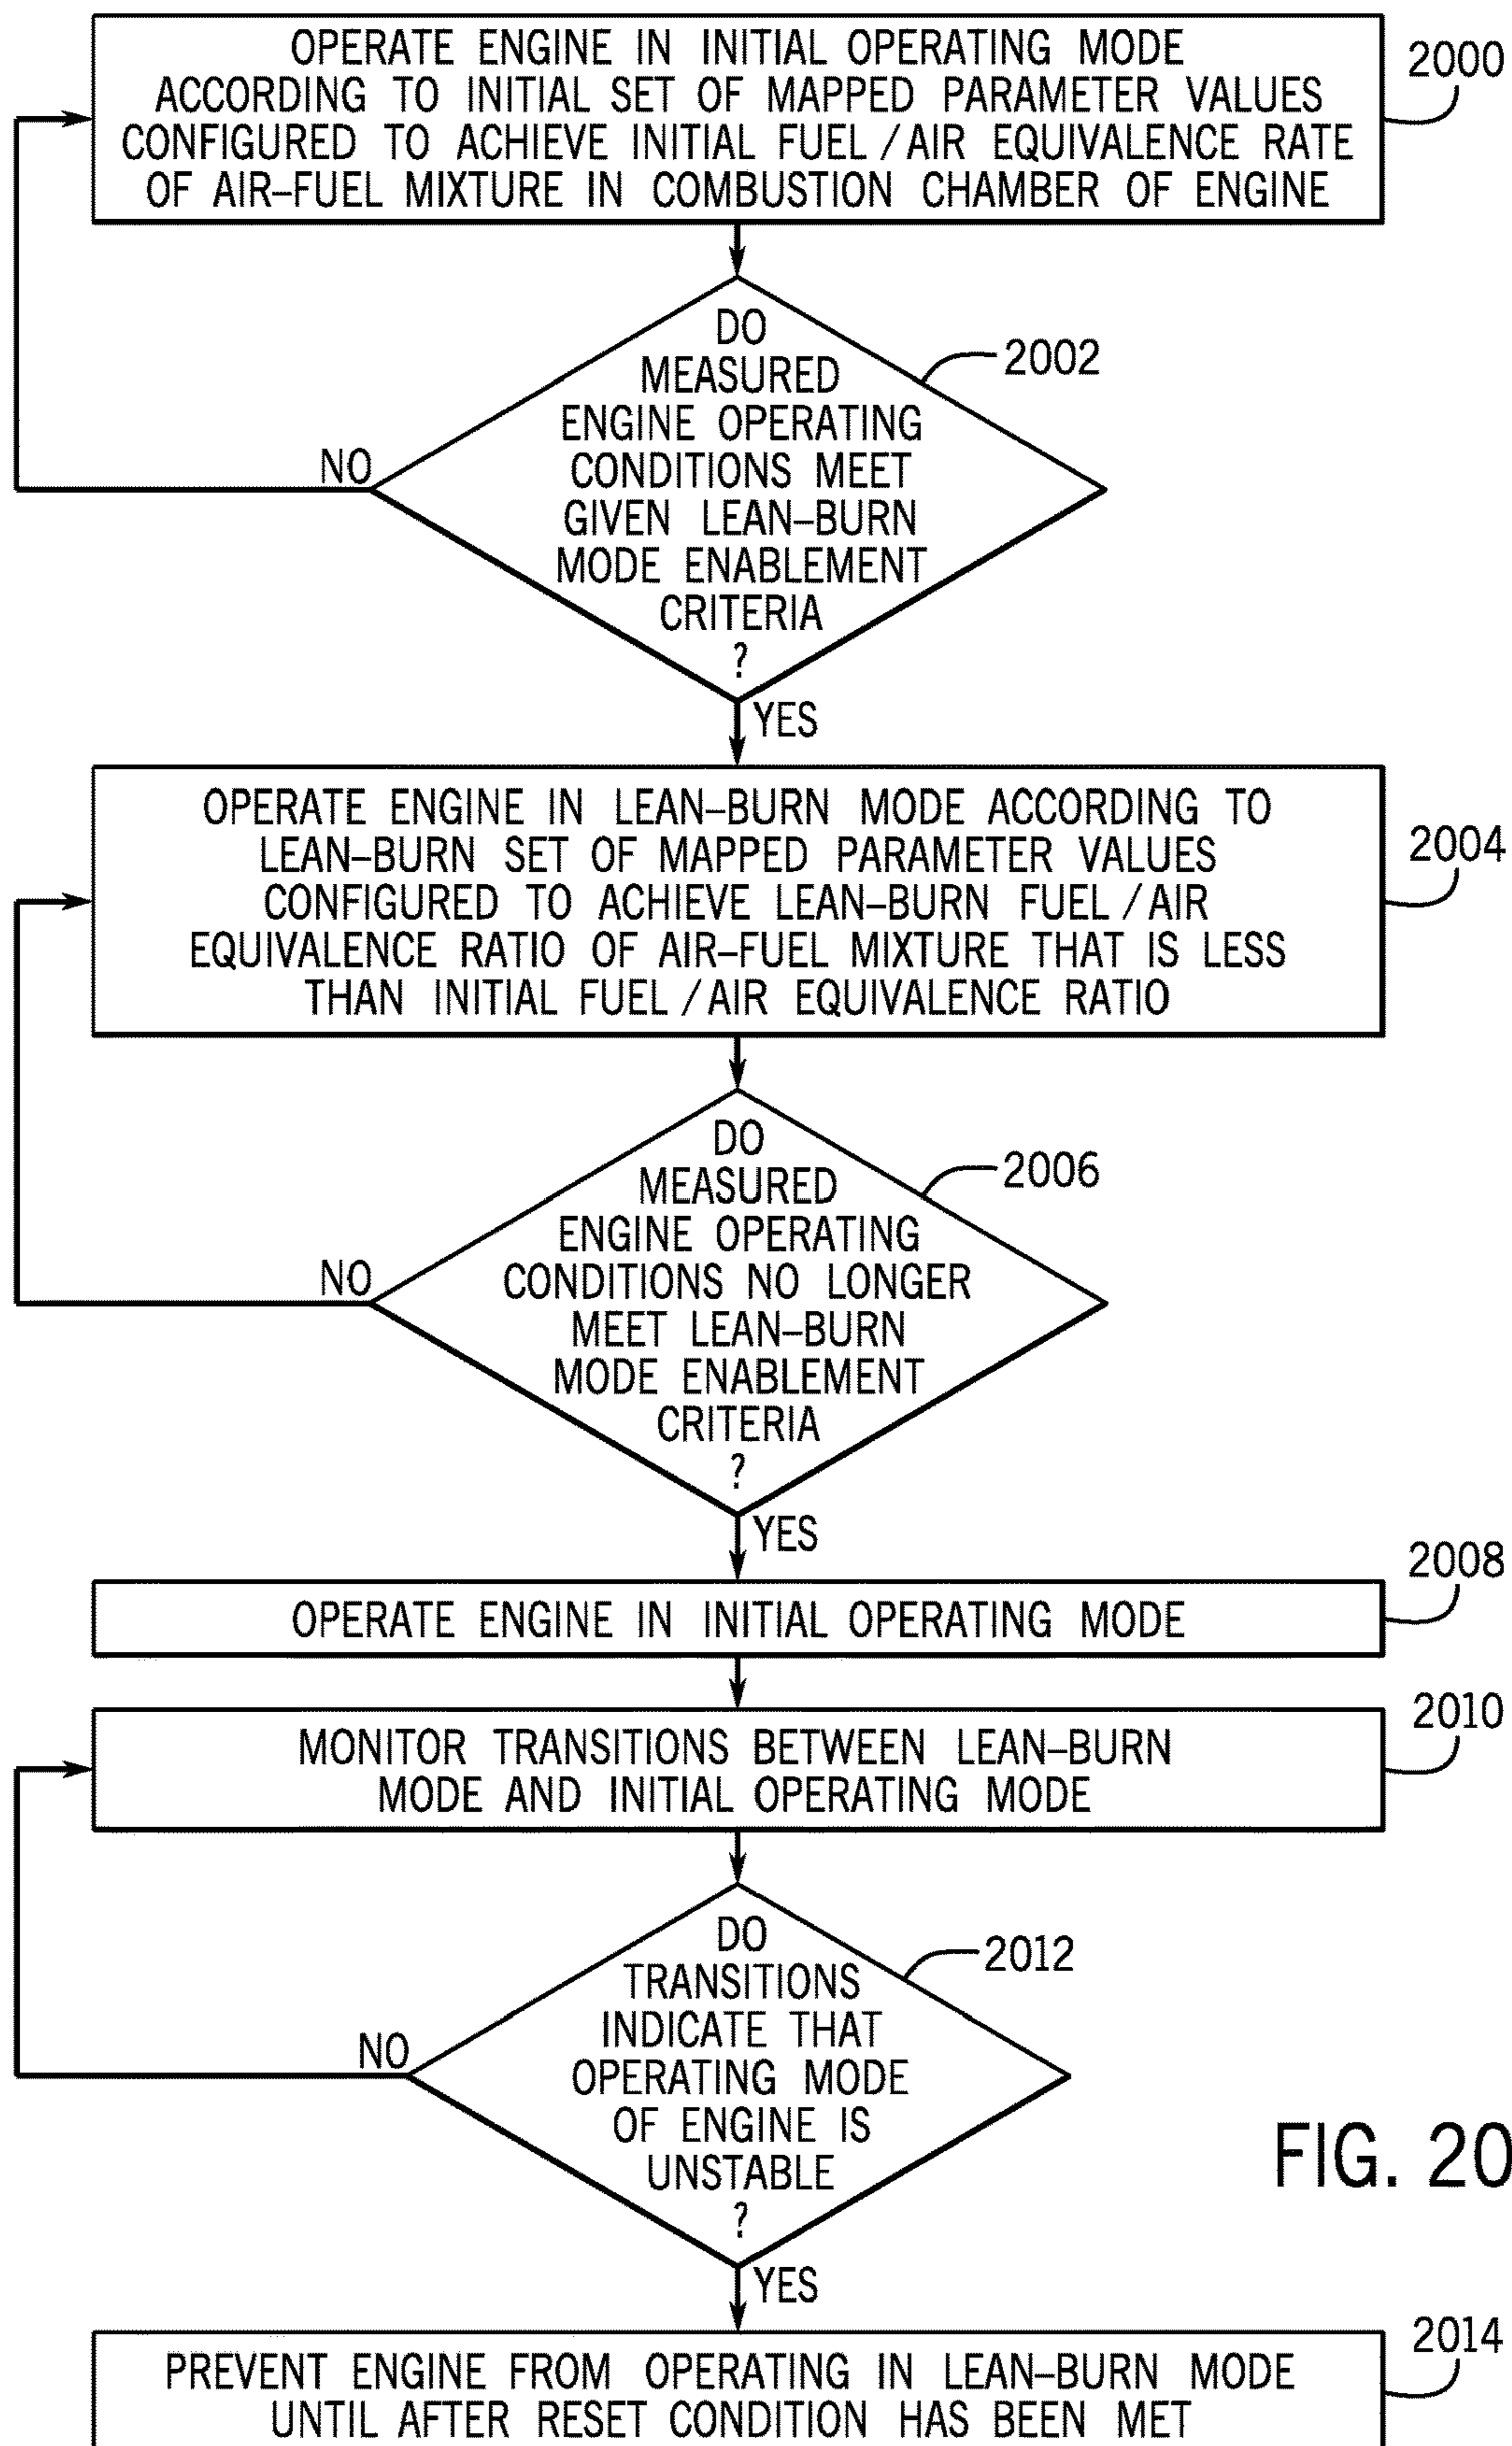 OPERATE ENGINE IN INITIAL OPERATING MODE
ACCORDING TO INITIAL SET OF MAPPED PARAMETER VALUES
CONFIGURED TO ACHIEVE INITIAL FUEL/AIR EQUIVALENCE RATE
OF AIR-FUEL MIXTURE IN COMBUSTION CHAMBER OF ENGINE
2000
DO
MEASURED
ENGINE OPERATING
CONDITIONS MEET
GIVEN LEAN-BURN
MODE ENABLEMENT
CRITERIA
?
2002
NO
YES
OPERATE ENGINE IN LEAN-BURN MODE ACCORDING TO
LEAN-BURN SET OF MAPPED PARAMETER VALUES
CONFIGURED TO ACHIEVE LEAN-BURN FUEL/AIR
EQUIVALENCE RATIO OF AIR-FUEL MIXTURE THAT IS LESS
THAN INITIAL FUEL/AIR EQUIVALENCE RATIO
2004
DO
MEASURED
ENGINE OPERATING
CONDITIONS NO LONGER
MEET LEAN-BURN
MODE ENABLEMENT
CRITERIA
?
2006
NO
YES
OPERATE ENGINE IN INITIAL OPERATING MODE
2008
MONITOR TRANSITIONS BETWEEN LEAN-BURN
MODE AND INITIAL OPERATING MODE
2010
DO
TRANSITIONS
INDICATE THAT
OPERATING MODE
OF ENGINE IS
UNSTABLE
?
2012
NO
YES
FIG. 20
PREVENT ENGINE FROM OPERATING IN LEAN-BURN MODE
UNTIL AFTER RESET CONDITION HAS BEEN MET
2014